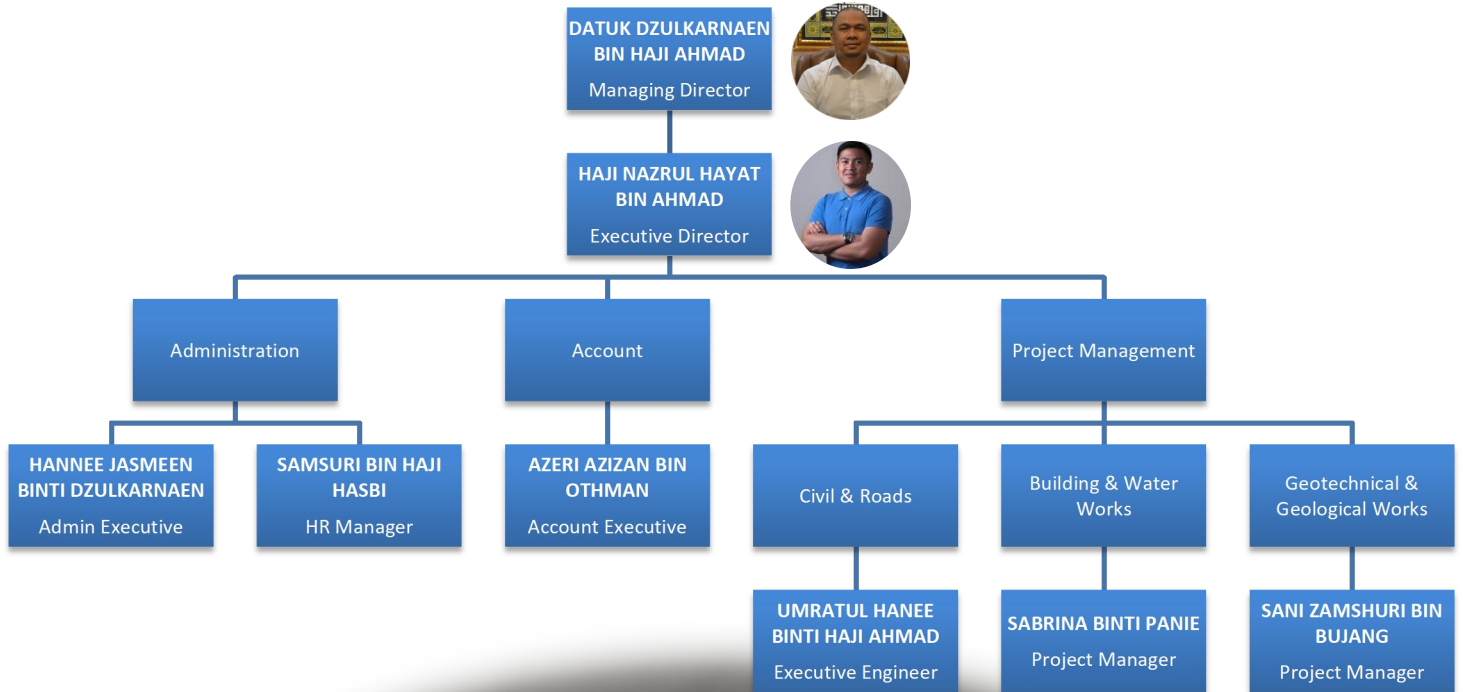 DATUK DZULKARNAEN
BIN HAJI AHMAD
Managing Director
HAJI NAZRUL HAYAT
BIN AHMAD
Executive Director
Administration
Account
Project Management
HANNEE JASMEEN
BINTI DZULKARNAEN
Admin Executive
SAMSURI BIN HAJI
HASBI
HR Manager
AZERI AZIZAN BIN
OTHMAN
Account Executive
Civil & Roads
Building & Water
Works
Geotechnical &
Geological Works
UMRATUL HANEE
BINTI HAJI AHMAD
Executive Engineer
SABRINA BINTI PANIE
Project Manager
SANI ZAMSHURI BIN
BUJANG
Project Manager